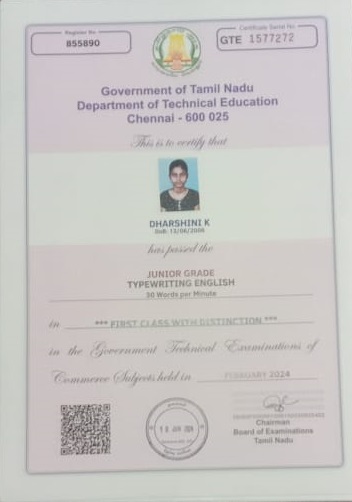 Register No.
855890
Certificate Serial No.
GTE 1577272
Government of Tamil Nadu
Department of Technical Education
Chennai - 600 025
This is to certify that
DHARSHINI K
DoB: 13/06/2006
has passed the
JUNIOR GRADE
TYPEWRITING ENGLISH
30 Words per Minute
in *** FIRST CLASS WITH DISTINCTION ***
in the Government Technical Examinations of
Commerce Subjects held in FEBRUARY 2024
Chairman
Board of Examinations
Tamil Nadu